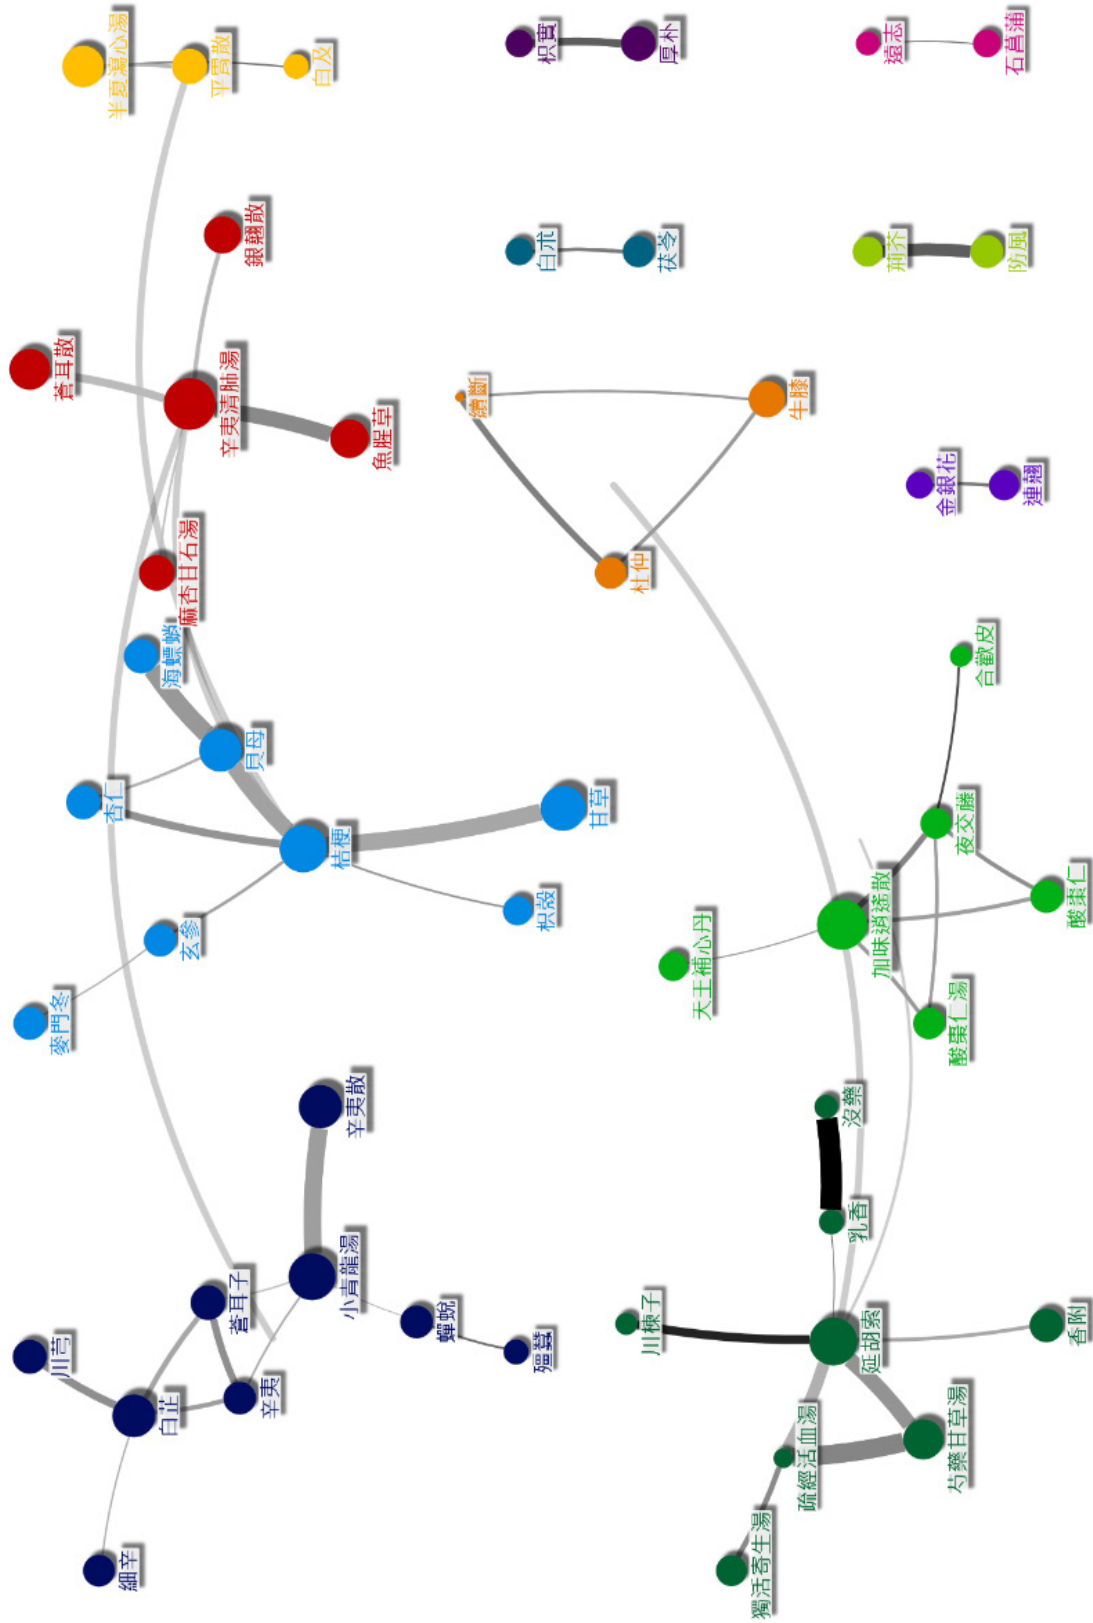 半夏瀉心湯
平胃散
白及
枳實
厚朴
遠志
石菖蒲
銀翹散
白朮
茯苓
荊芥
防風
蒼耳散
辛夷清肺湯
魚腥草
續斷
牛膝
金銀花
連翹
麻杏甘石湯
杜仲
海螵蛸
貝母
杏仁
桔梗
甘草
枳殼
玄參
麥門冬
合歡皮
夜交藤
酸棗仁
加味逍遙散
天王補心丹
酸棗仁湯
辛夷散
小青龍湯
蒼耳子
蟬蛻
殭蠶
川芎
白芷
辛夷
細辛
沒藥
乳香
川楝子
延胡索
香附
疏經活血湯
芍藥甘草湯
獨活寄生湯